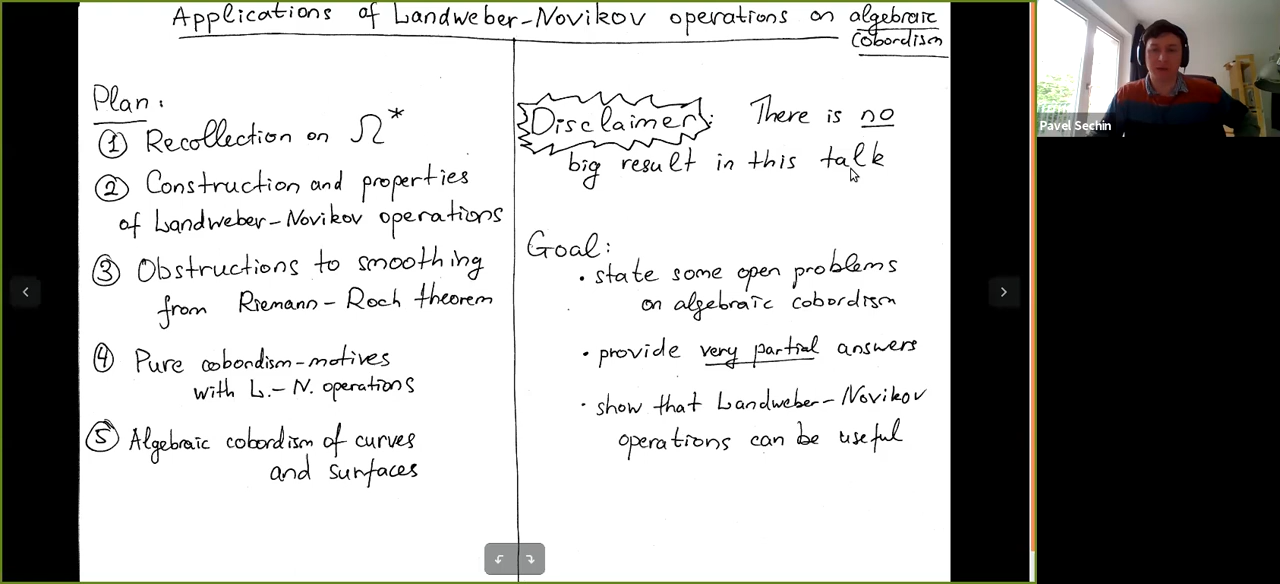 Applications of Landweber-Novikov operations on algebraic
cobordism
Plan:
① Recollection on Ω*
② Construction and properties
of Landweber-Novikov operations
③ Obstructions to smoothing
from Riemann-Roch theorem
④ Pure cobordism-motives
with L.-N. operations
⑤ Algebraic cobordism of curves
and surfaces
Disclaimer: There is no
big result in this talk
Goal:
• state some open problems
on algebraic cobordism
• provide very partial answers
• show that Landweber-Novikov
operations can be useful
Pavel Sechin